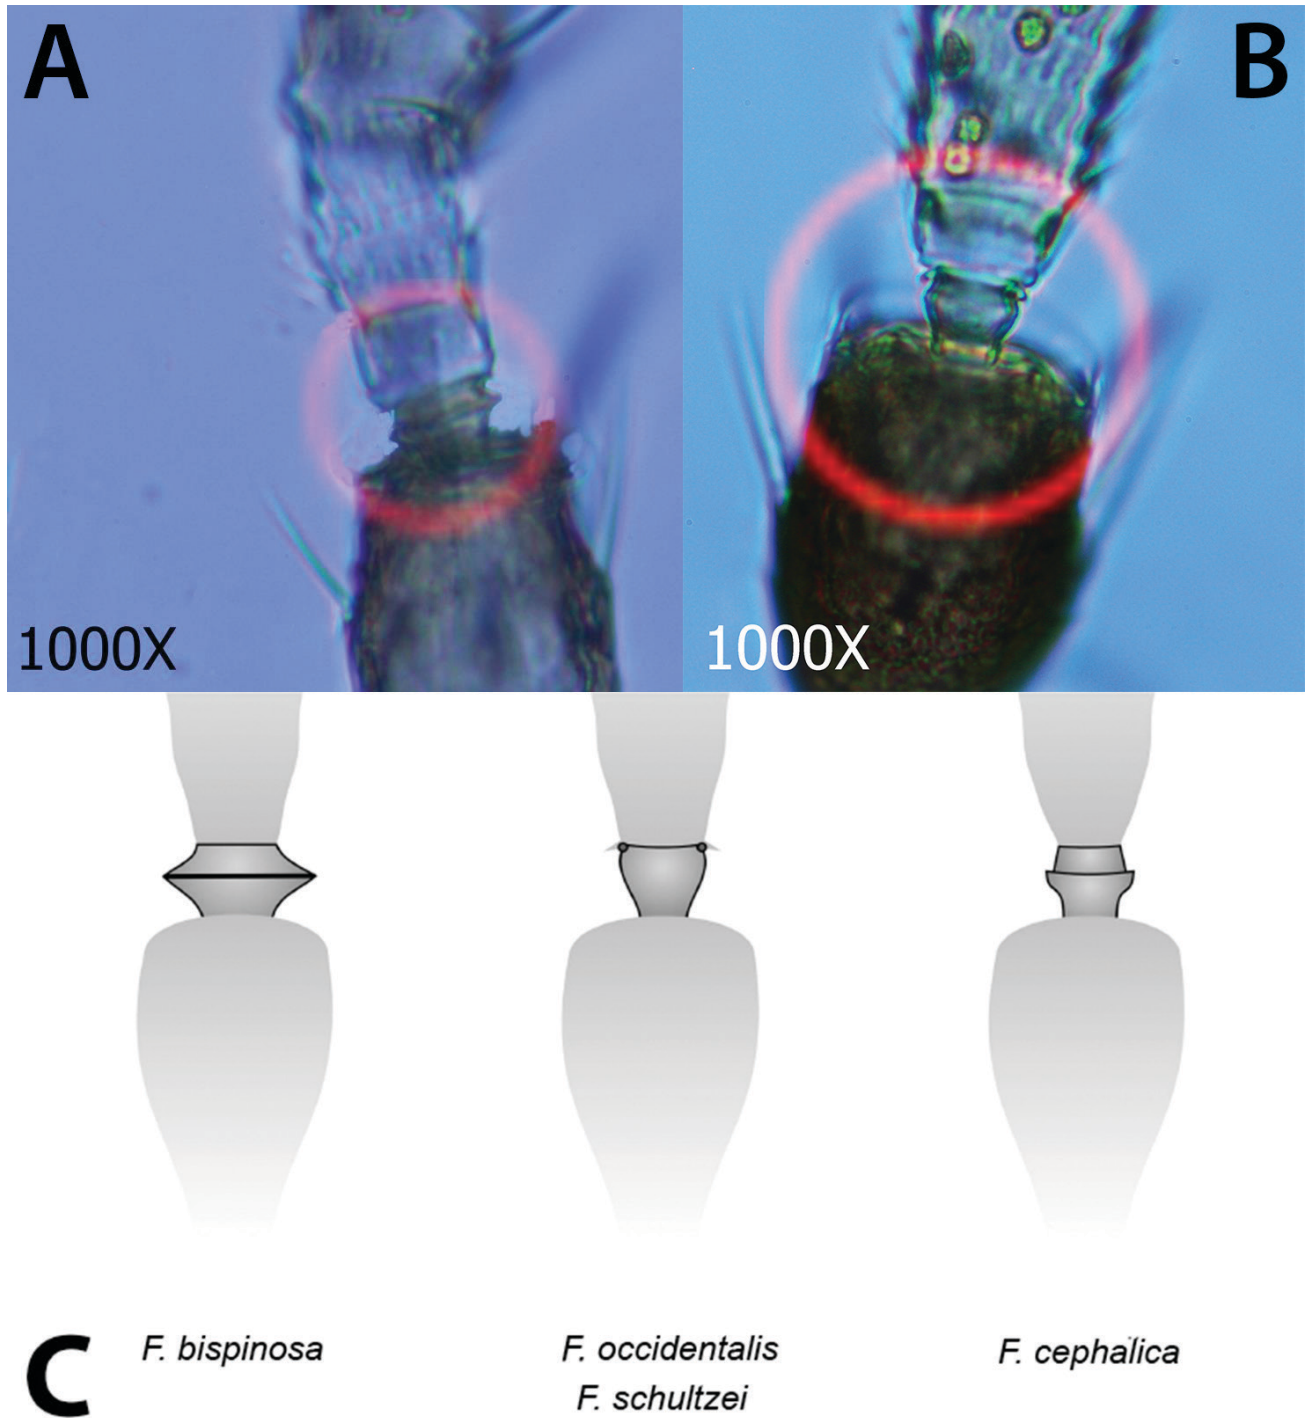 A
B
1000X
1000X
F. bispinosa
F. occidentalis
F. schultzei
F. cephalica
C